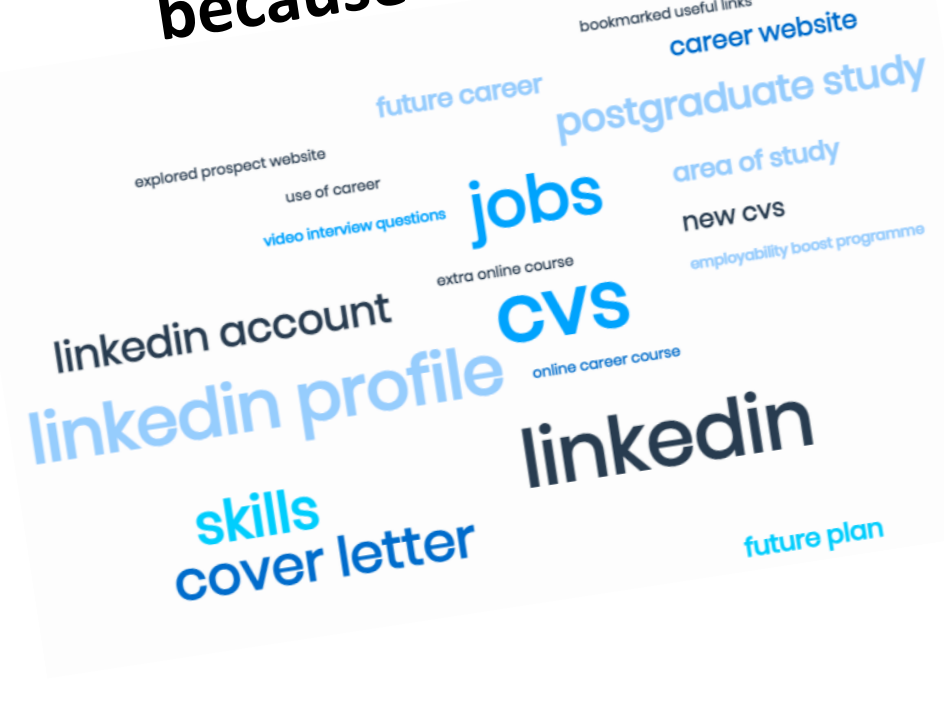 because
bookmarked useful links
career website
future career
postgraduate study
explored prospect website
use of career
area of study
jobs
video interview questions
new cvs
employability boost programme
extra online course
cvs
linkedin account
online career course
linkedin profile
linkedin
skills
cover letter
future plan